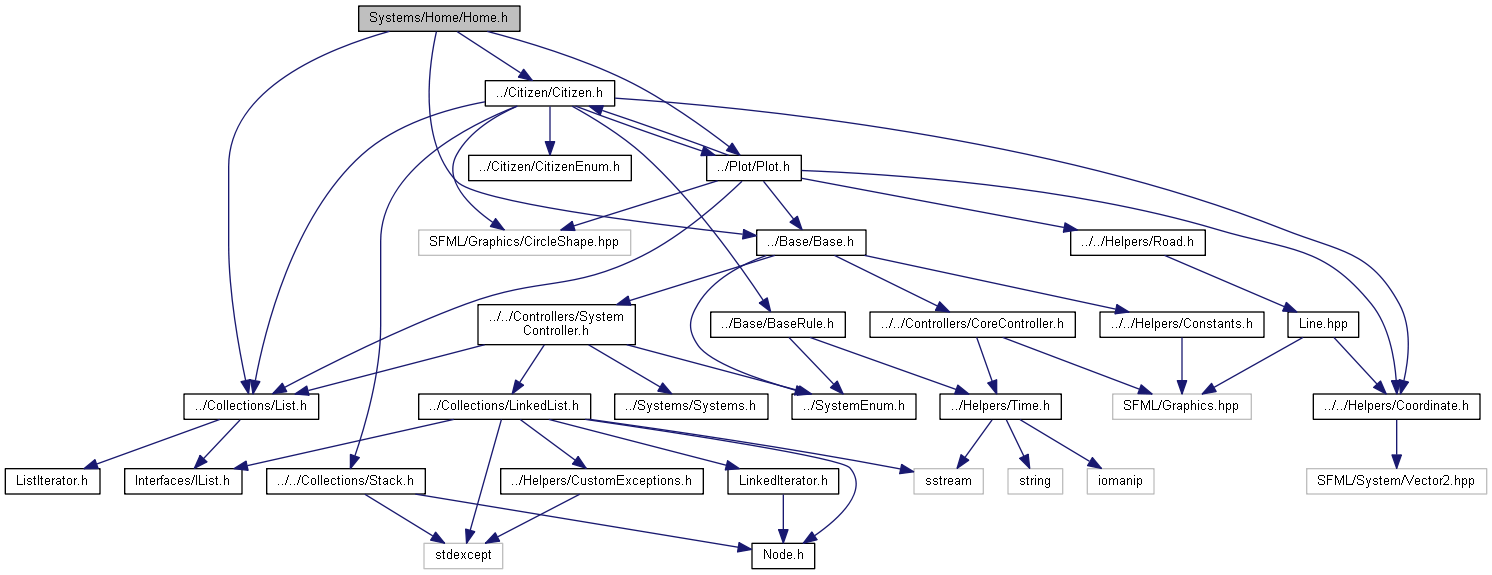 Systems/Home/Home.h
../Citizen/Citizen.h
../Citizen/CitizenEnum.h
../Plot/Plot.h
SFML/Graphics/CircleShape.hpp
../Base/Base.h
../../Helpers/Road.h
../../Controllers/System
Controller.h
../Base/BaseRule.h
../../Controllers/CoreController.h
../../Helpers/Constants.h
Line.hpp
../Collections/List.h
../Collections/LinkedList.h
../Systems/Systems.h
../SystemEnum.h
../Helpers/Time.h
SFML/Graphics.hpp
../../Helpers/Coordinate.h
ListIterator.h
Interfaces/IList.h
../../Collections/Stack.h
../Helpers/CustomExceptions.h
LinkedIterator.h
sstream
string
iomanip
SFML/System/Vector2.hpp
stdexcept
Node.h